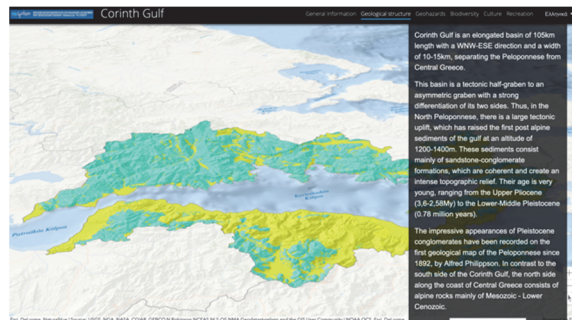 Corinth Gulf
General Information Geological structure Geohazards Biodiversity Culture Recreation Ελληνικά
Corinth Gulf is an elongated basin of 105km
length with a WNW-ESE direction and a width
of 10-15km, separating the Peloponnese from
Central Greece.
This basin is a tectonic half-graben to an
asymmetric graben with a strong
differentiation of its two sides. Thus, in the
North Peloponnese, there is a large tectonic
uplift, which has raised the first post alpine
sediments of the gulf at an altitude of
1200-1400m. These sediments consist
mainly of sandstone-conglomerate
formations, which are coherent and create an
intense topographic relief. Their age is very
young, ranging from the Upper Pliocene
(3,6-2,58My) to the Lower-Middle Pleistocene
(0.78 million years).
The impressive appearances of Pleistocene
conglomerates have been recorded on the
first geological map of the Peloponnese since
1892, by Alfred Philippson. In contrast to the
south side of the Corinth Gulf, the north side
along the coast of Central Greece consists of
alpine rocks mainly of Mesozoic - Lower
Cenozoic.